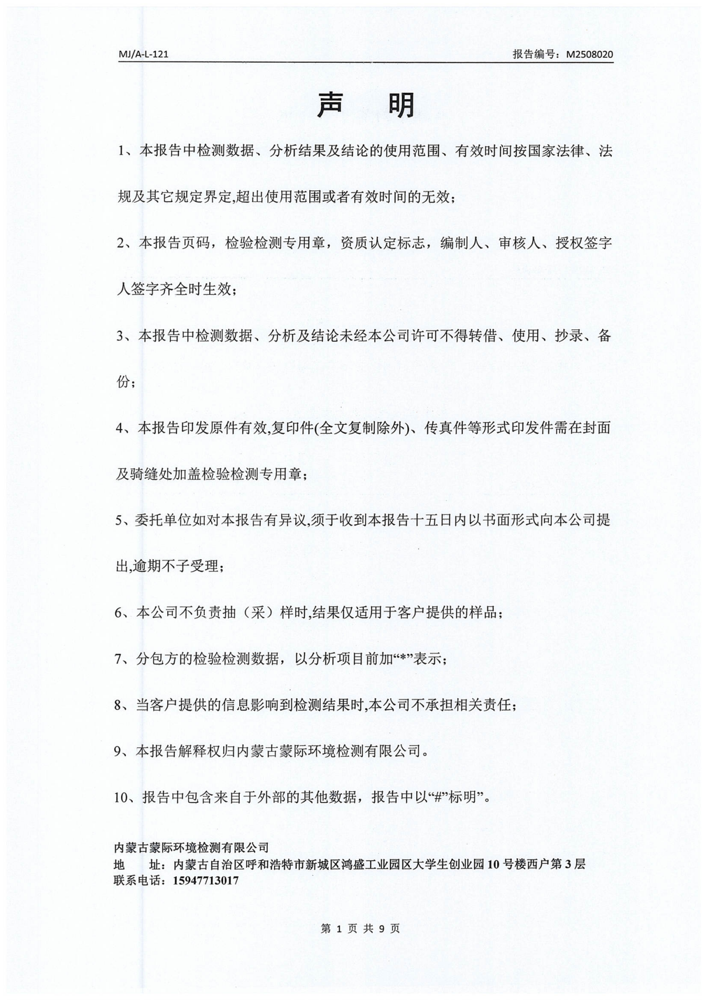 MJ/A-L-121 报告编号：M2508020
声 明
1、本报告中检测数据、分析结果及结论的使用范围、有效时间按国家法律、法
规及其它规定界定,超出使用范围或者有效时间的无效；
2、本报告页码，检验检测专用章，资质认定标志，编制人、审核人、授权签字
人签字齐全时生效；
3、本报告中检测数据、分析及结论未经本公司许可不得转借、使用、抄录、备
份；
4、本报告印发原件有效,复印件(全文复制除外)、传真件等形式印发件需在封面
及骑缝处加盖检验检测专用章；
5、委托单位如对本报告有异议,须于收到本报告十五日内以书面形式向本公司提
出,逾期不子受理；
6、本公司不负责抽（采）样时,结果仅适用于客户提供的样品；
7、分包方的检验检测数据，以分析项目前加“*”表示；
8、当客户提供的信息影响到检测结果时,本公司不承担相关责任；
9、本报告解释权归内蒙古蒙际环境检测有限公司。
10、报告中包含来自于外部的其他数据，报告中以“#”标明”。
内蒙古蒙际环境检测有限公司
地 址：内蒙古自治区呼和浩特市新城区鸿盛工业园区大学生创业园 10 号楼西户第 3 层
联系电话：15947713017
第 1 页 共 9 页